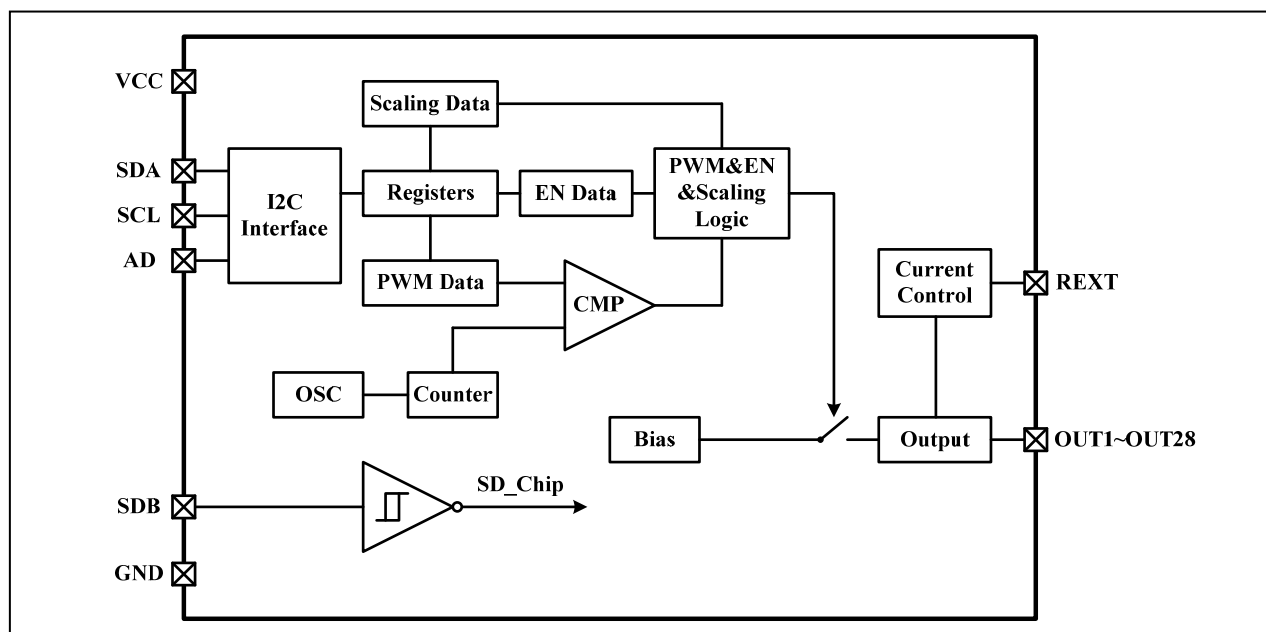 VCC
Scaling Data
SDA
SCL
AD
I2C
Interface
Registers
EN Data
PWM&EN
&Scaling
Logic
PWM Data
CMP
Current
Control
REXT
OSC
Counter
Bias
Output
OUT1~OUT28
SDB
SD_Chip
GND